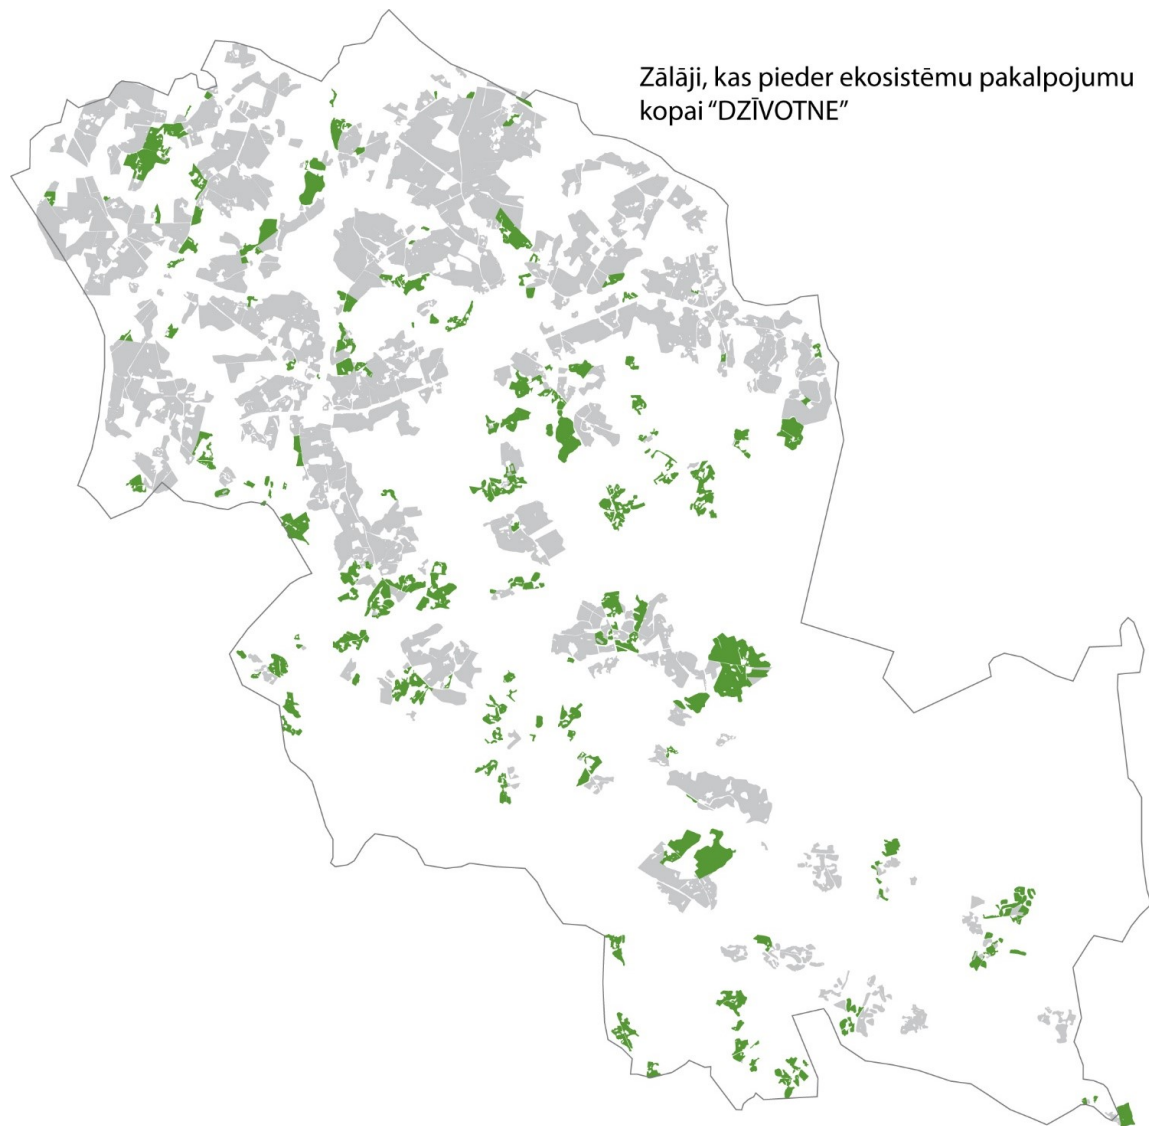 Zālāji, kas pieder ekosistēmu pakalpojumu
kopai “DZĪVOTNE”